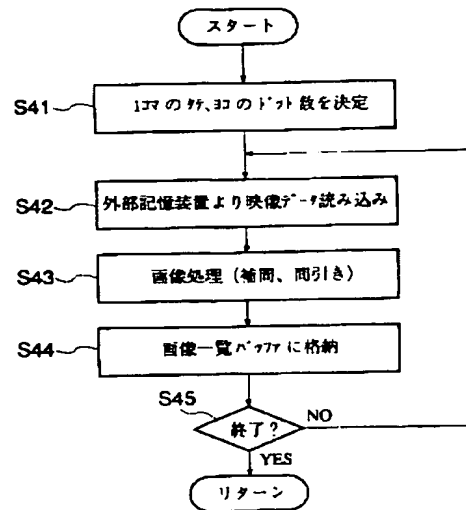 スタート
S41
1コマのタテ、ヨコのドット数を決定
S42
外部記憶装置より映像データ読み込み
S43
画像処理（補間、間引き）
S44
画像一覧バッファに格納
S45
終了?
NO
YES
リターン